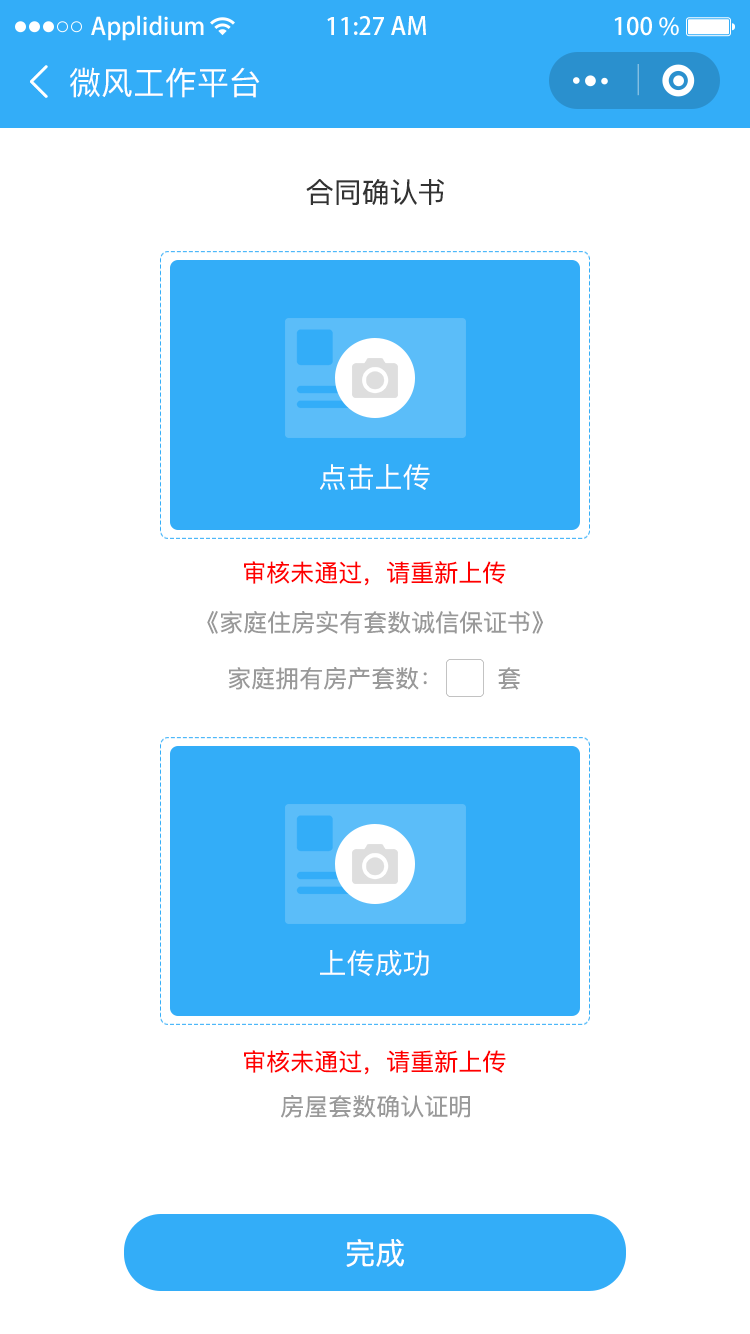 Applidium 11:27 AM 100 %
微风工作平台
合同确认书
点击上传
审核未通过，请重新上传
《家庭住房实有套数诚信保证书》
家庭拥有房产套数： 套
上传成功
审核未通过，请重新上传
房屋套数确认证明
完成